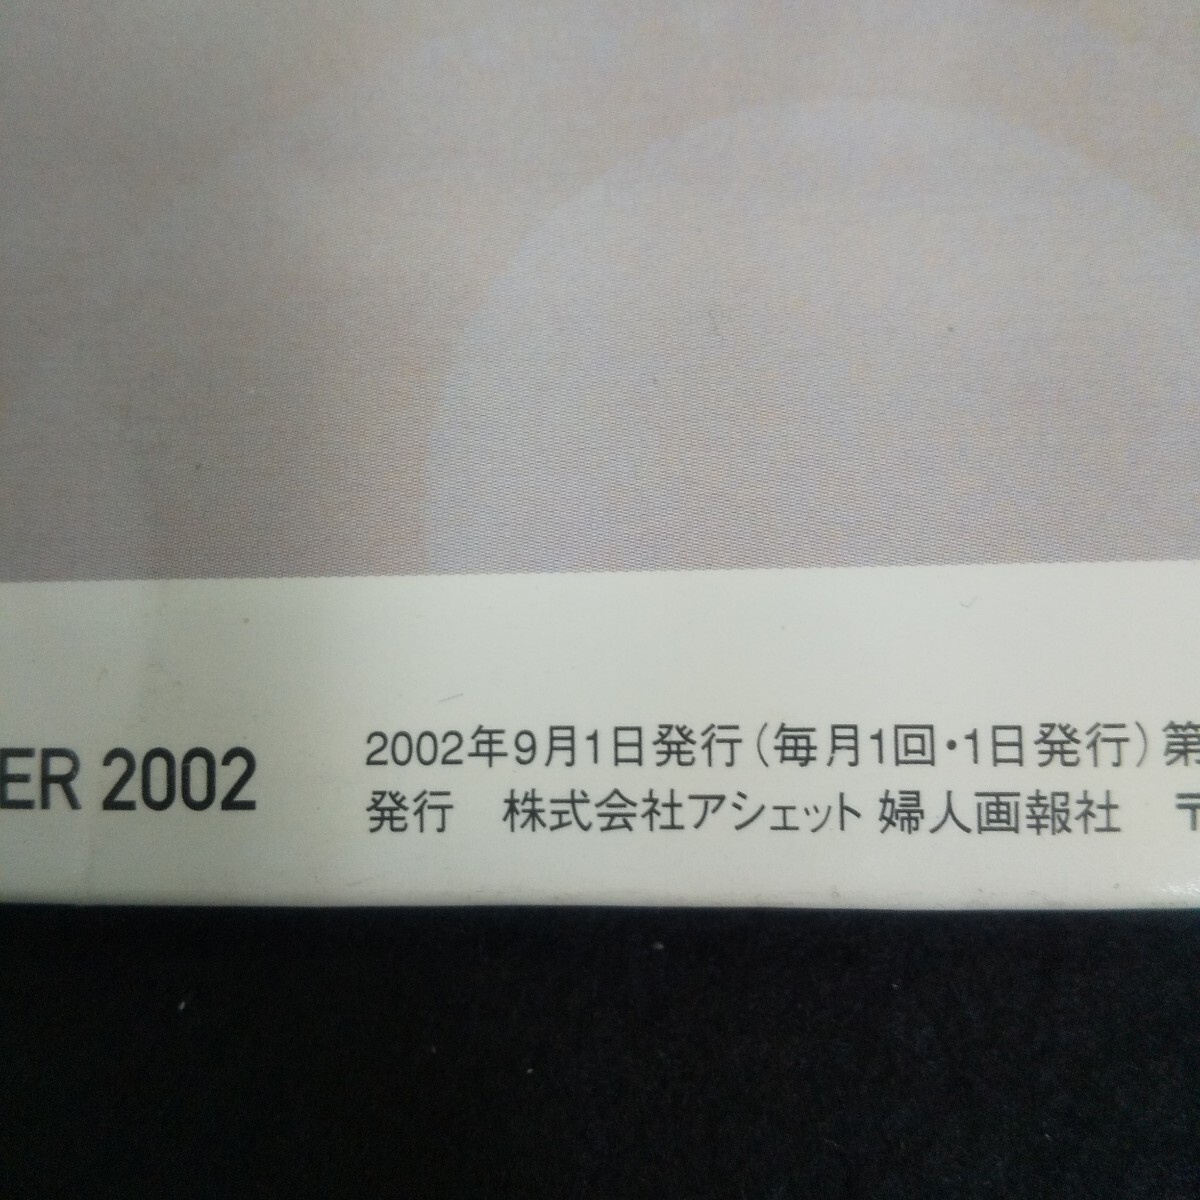 ER 2002
2002年9月1日発行（毎月1回・1日発行）第
発行　株式会社アシェット 婦人画報社　〒